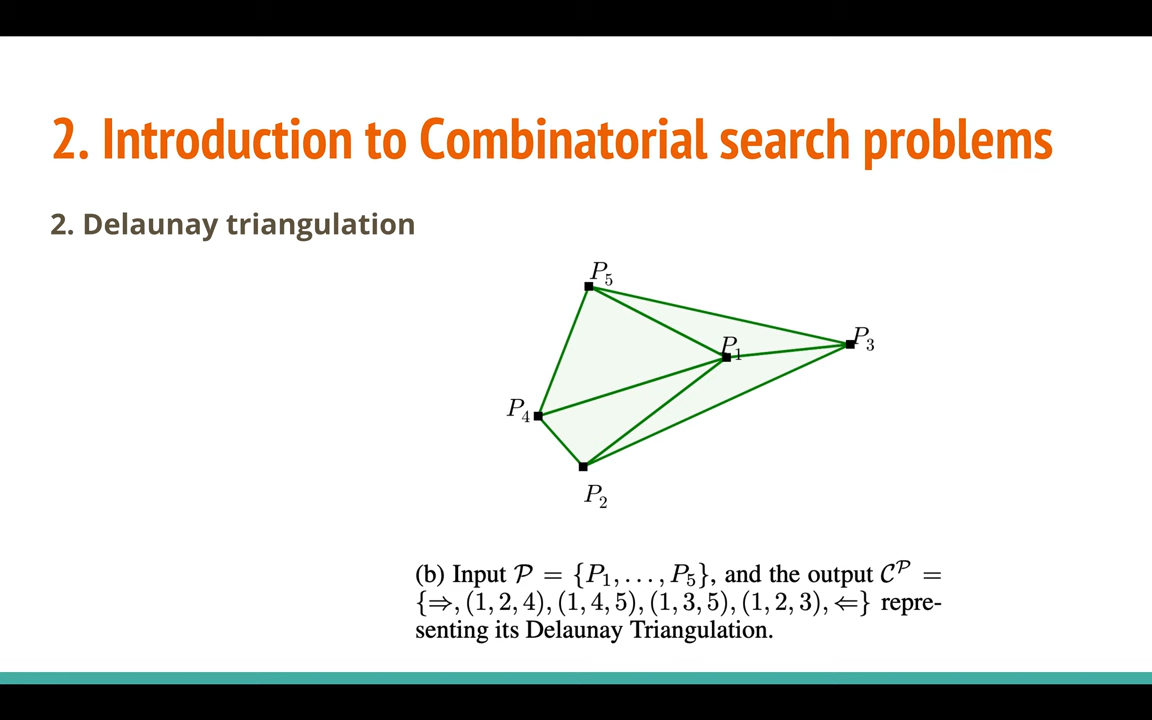 2. Introduction to Combinatorial search problems
2. Delaunay triangulation
P₅
P₁
P₃
P₄
P₂
(b) Input 𝒫 = {P₁, . . . , P₅}, and the output 𝒞^𝒫 =
{⇒, (1, 2, 4), (1, 4, 5), (1, 3, 5), (1, 2, 3), ⇐} repre-
senting its Delaunay Triangulation.